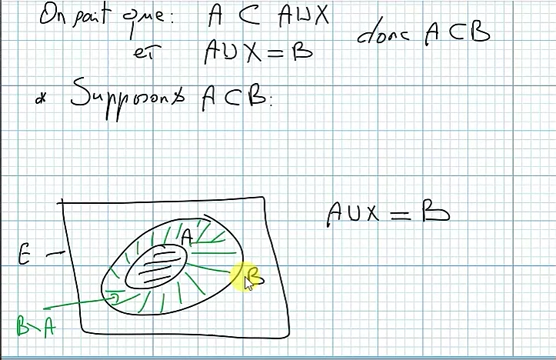 On sait que: A ⊂ A∪X
et A∪X = B donc A⊂B
* Supposons A⊂B:
A∪X = B
A
E
B
B\A